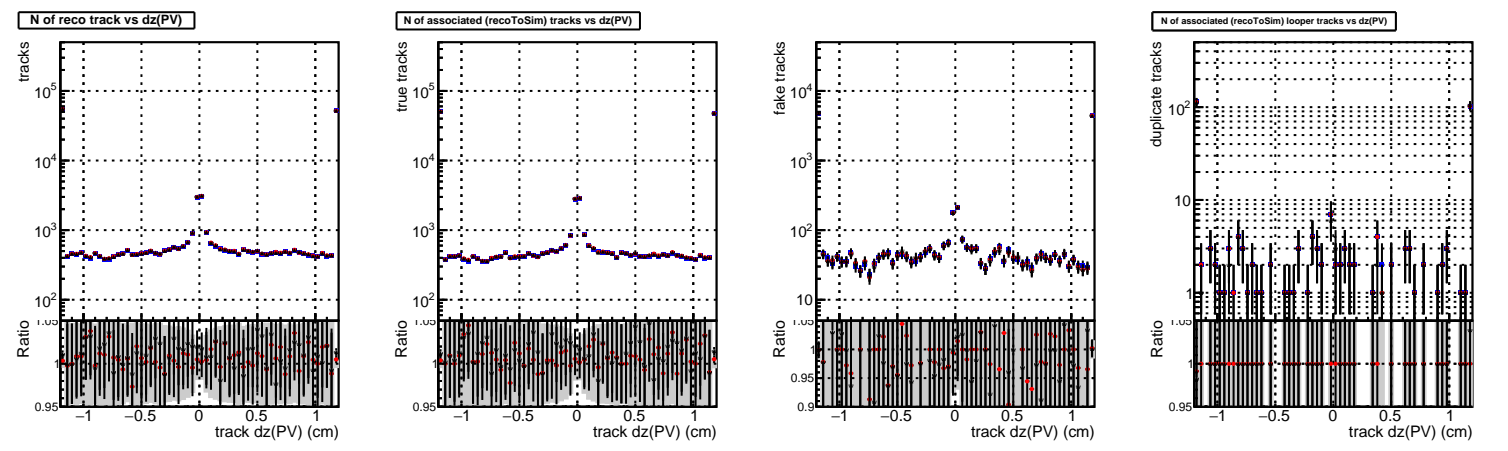 N of reco track vs dz(PV)
tracks
10^5
10^4
10^3
10^2
1.05
Ratio
1
0.95
−1 −0.5 0 0.5 1
track dz(PV) (cm)
N of associated (recoToSim) tracks vs dz(PV)
true tracks
10^5
10^4
10^3
10^2
1.05
Ratio
1
0.95
−1 −0.5 0 0.5 1
track dz(PV) (cm)
fake tracks
10^4
10^3
10^2
10
1.05
Ratio
1
0.95
0.9
−1 −0.5 0 0.5 1
track dz(PV) (cm)
N of associated (recoToSim) looper tracks vs dz(PV)
duplicate tracks
10^2
10
1
1.05
Ratio
1
0.95
−1 −0.5 0 0.5 1
track dz(PV) (cm)